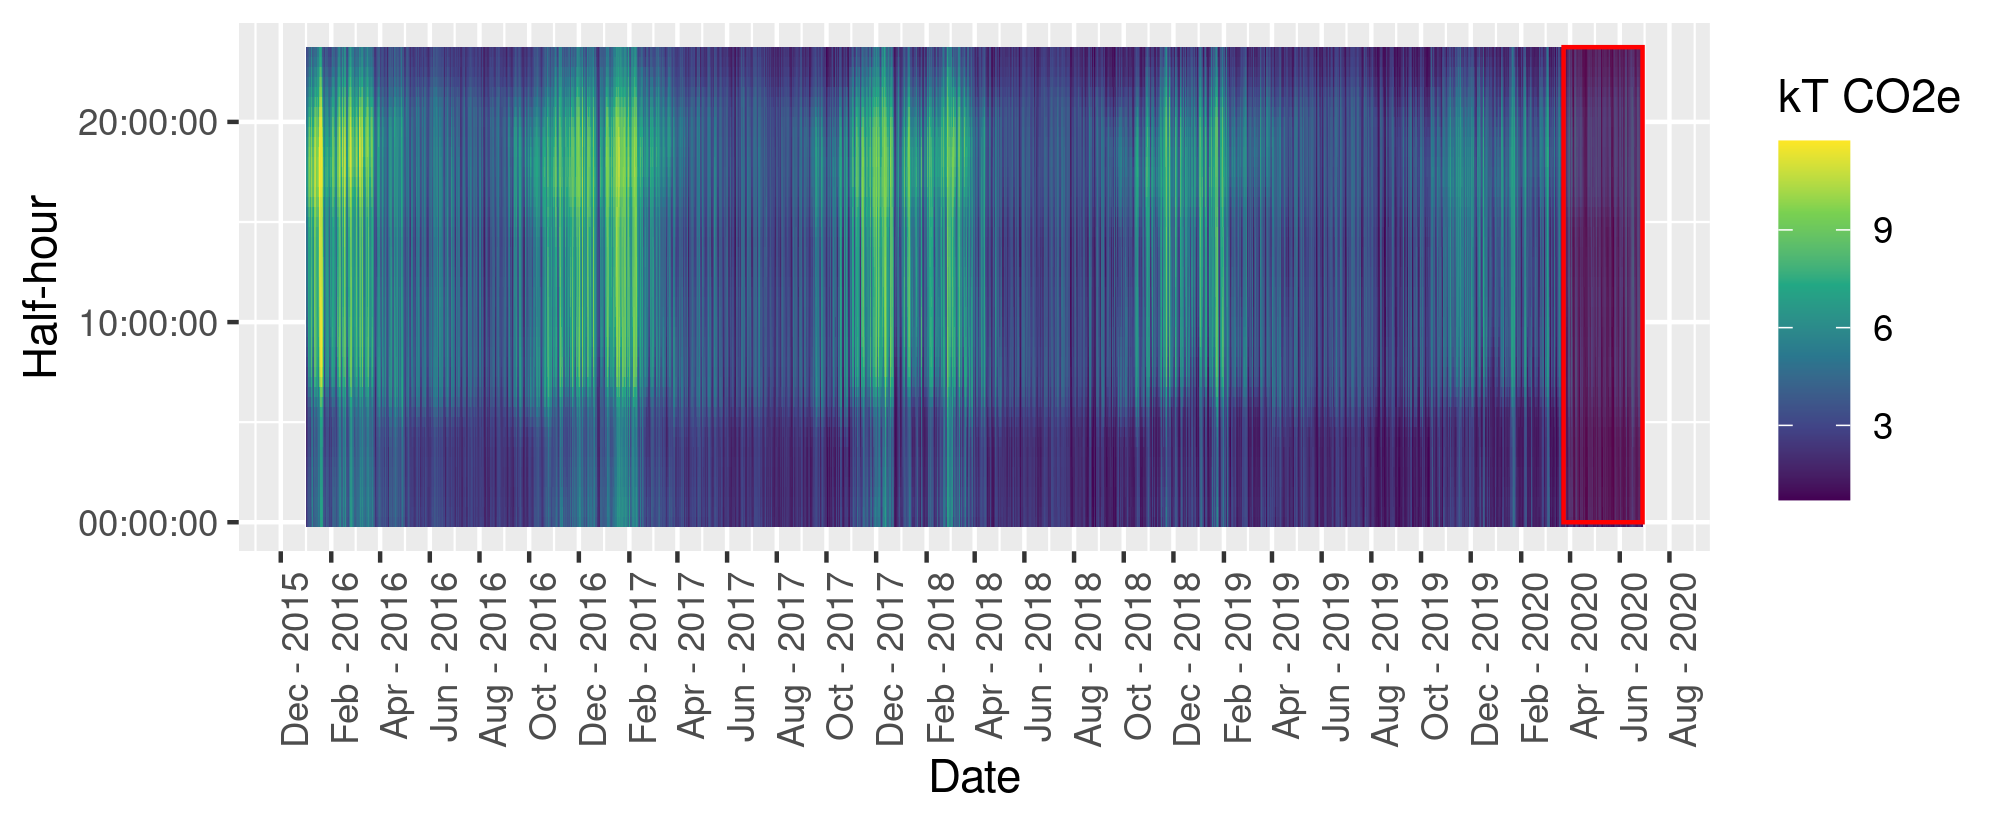 kT CO2e
9
6
3
Half-hour
20:00:00
10:00:00
00:00:00
Dec - 2015
Feb - 2016
Apr - 2016
Jun - 2016
Aug - 2016
Oct - 2016
Dec - 2016
Feb - 2017
Apr - 2017
Jun - 2017
Aug - 2017
Oct - 2017
Dec - 2017
Feb - 2018
Apr - 2018
Jun - 2018
Aug - 2018
Oct - 2018
Dec - 2018
Feb - 2019
Apr - 2019
Jun - 2019
Aug - 2019
Oct - 2019
Dec - 2019
Feb - 2020
Apr - 2020
Jun - 2020
Aug - 2020
Date